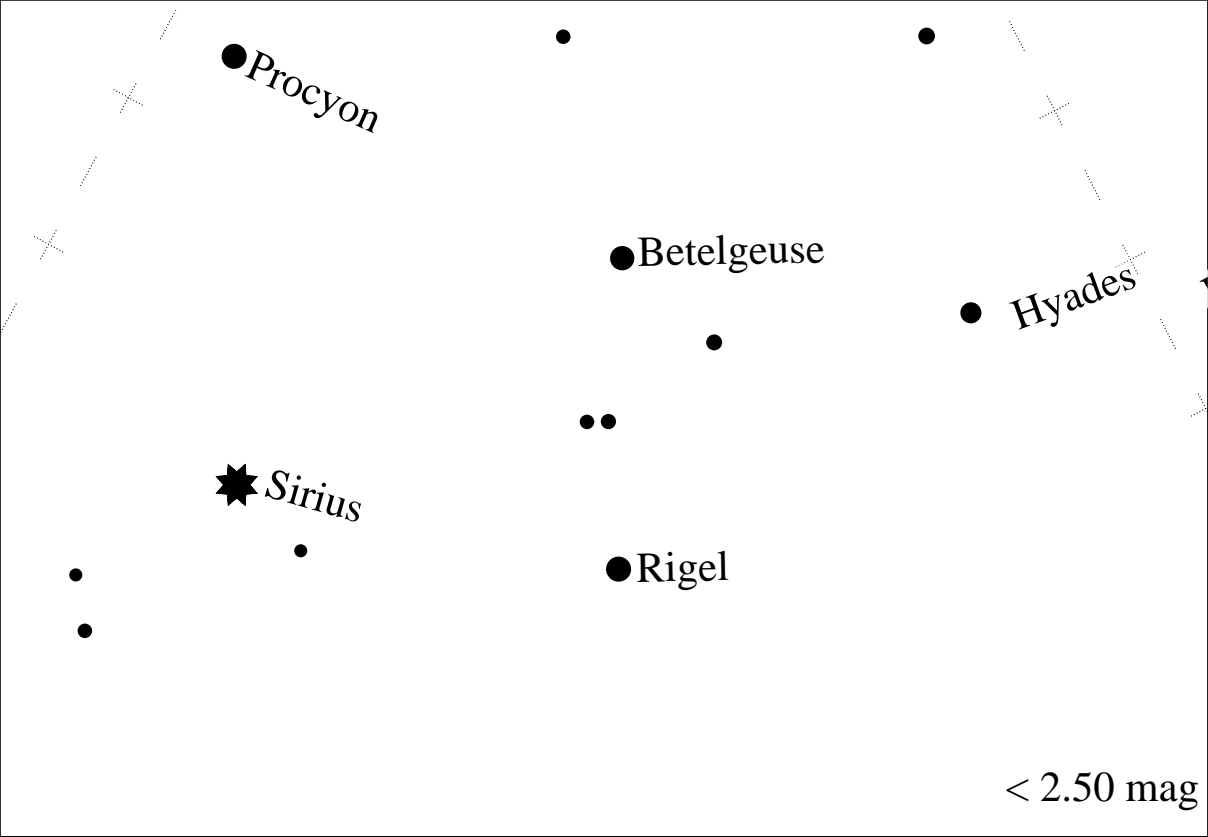 Procyon
Betelgeuse
Hyades
Sirius
Rigel
< 2.50 mag